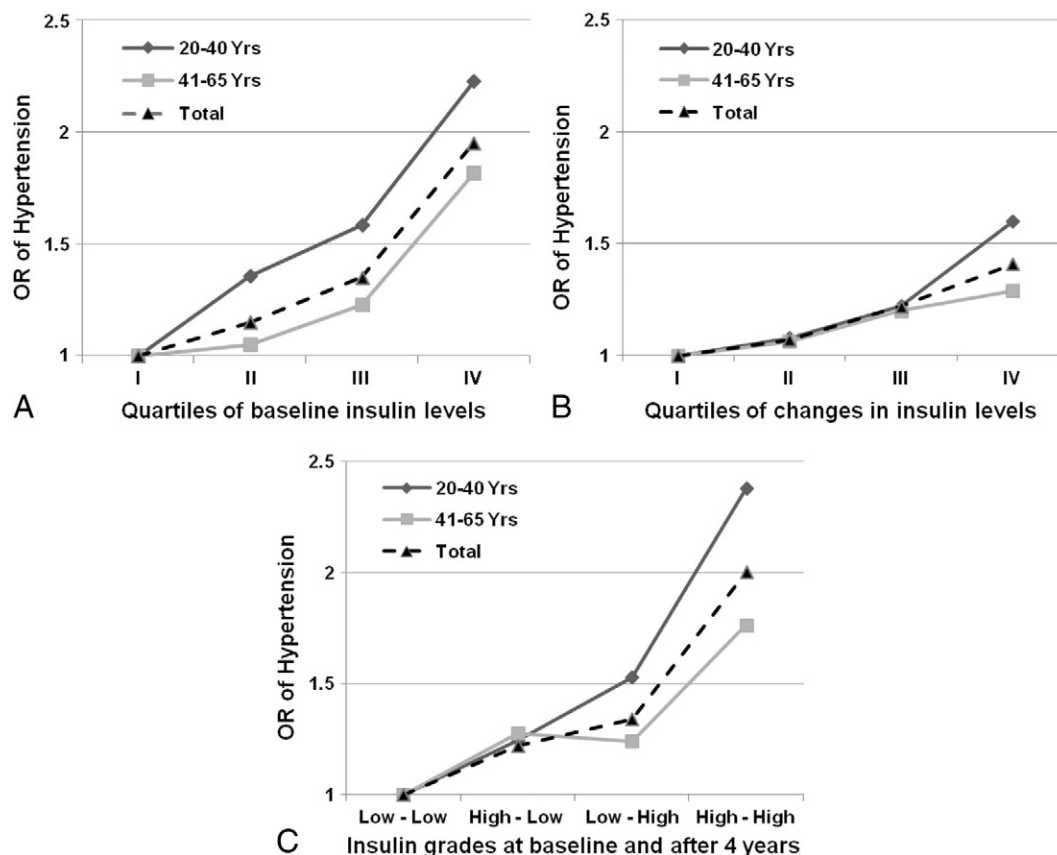 2.5
20-40 Yrs
41-65 Yrs
Total
2
1.5
1
OR of Hypertension
I II III IV
A Quartiles of baseline insulin levels
2.5
20-40 Yrs
41-65 Yrs
Total
2
1.5
1
OR of Hypertension
I II III IV
B Quartiles of changes in insulin levels
2.5
20-40 Yrs
41-65 Yrs
Total
2
1.5
1
OR of Hypertension
Low - Low High - Low Low - High High - High
C Insulin grades at baseline and after 4 years